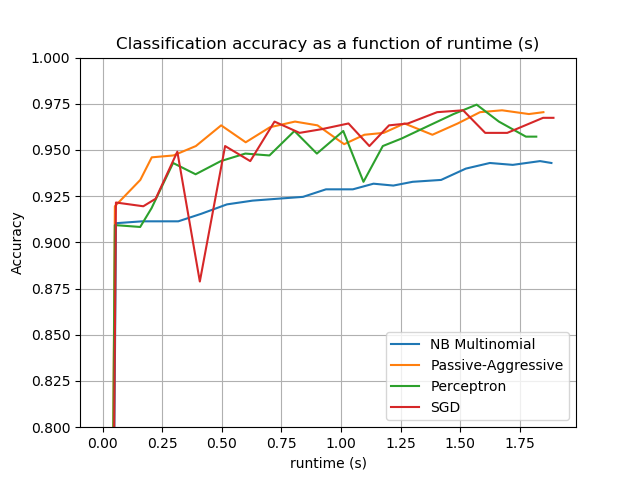 Classification accuracy as a function of runtime (s)
1.000
0.975
0.950
0.925
0.900
0.875
0.850
0.825
0.800
Accuracy
NB Multinomial
Passive-Aggressive
Perceptron
SGD
0.00 0.25 0.50 0.75 1.00 1.25 1.50 1.75
runtime (s)